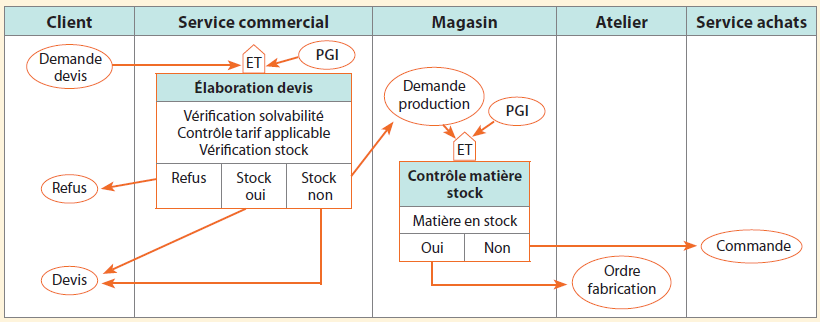 Client
Service commercial
Magasin
Atelier
Service achats
Demande
devis
ET
PGI
Élaboration devis
Vérification solvabilité
Contrôle tarif applicable
Vérification stock
Refus
Stock
oui
Stock
non
Refus
Devis
Demande
production
PGI
ET
Contrôle matière
stock
Matière en stock
Oui
Non
Commande
Ordre
fabrication